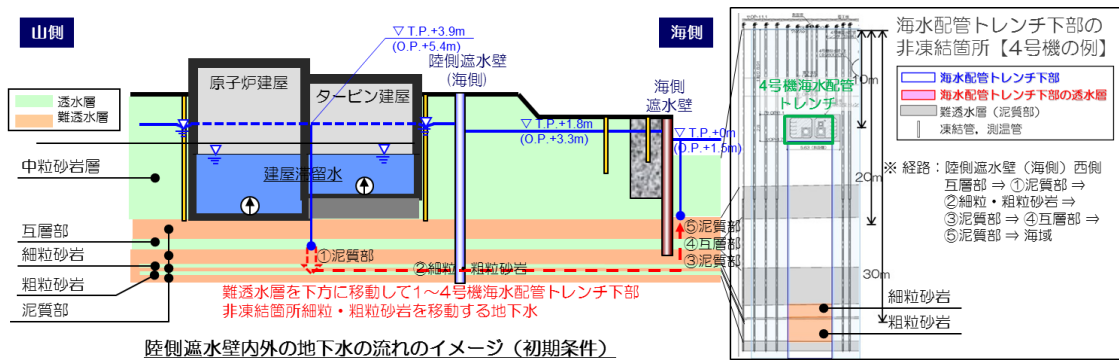 山側
▽ T.P.+3.9m
(O.P.+5.4m)
陸側遮水壁
(海側)
海側
海側
遮水壁
原子炉建屋
タービン建屋
透水層
難透水層
▽ T.P.+1.8m
(O.P.+3.3m)
▽ T.P.+0m
(O.P.+1.5m)
建屋滞留水
中粒砂岩層
互層部
細粒砂岩
粗粒砂岩
泥質部
①泥質部
②細粒・粗粒砂岩
⑤泥質部
④互層部
③泥質部
難透水層を下方に移動して1~4号機海水配管トレンチ下部
非凍結箇所細粒・粗粒砂岩を移動する地下水
陸側遮水壁内外の地下水の流れのイメージ(初期条件)
海水配管トレンチ下部の
非凍結箇所【4号機の例】
10m
20m
30m
4号機海水配管
トレンチ
海水配管トレンチ下部
海水配管トレンチ下部の透水層
難透水層(泥質部)
凍結管,測温管
※ 経路:陸側遮水壁(海側)西側
互層部 ⇒ ①泥質部 ⇒
②細粒・粗粒砂岩 ⇒
③泥質部 ⇒ ④互層部 ⇒
⑤泥質部 ⇒ 海域
細粒砂岩
粗粒砂岩